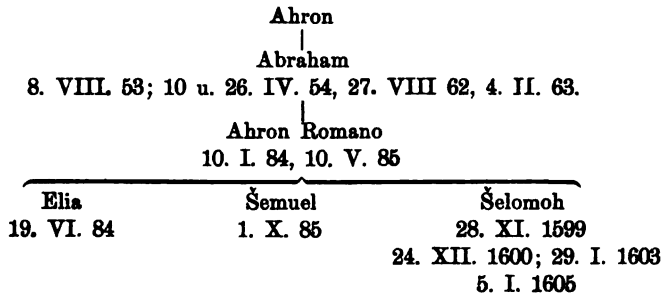 Ahron
Abraham
8. VIII. 53; 10 u. 26. IV. 54, 27. VIII 62, 4. II. 63.
Ahron Romano
10. I. 84, 10. V. 85
Elia Šemuel Šelomoh
19. VI. 84 1. X. 85 28. XI. 1599
24. XII. 1600; 29. I. 1603
5. I. 1605